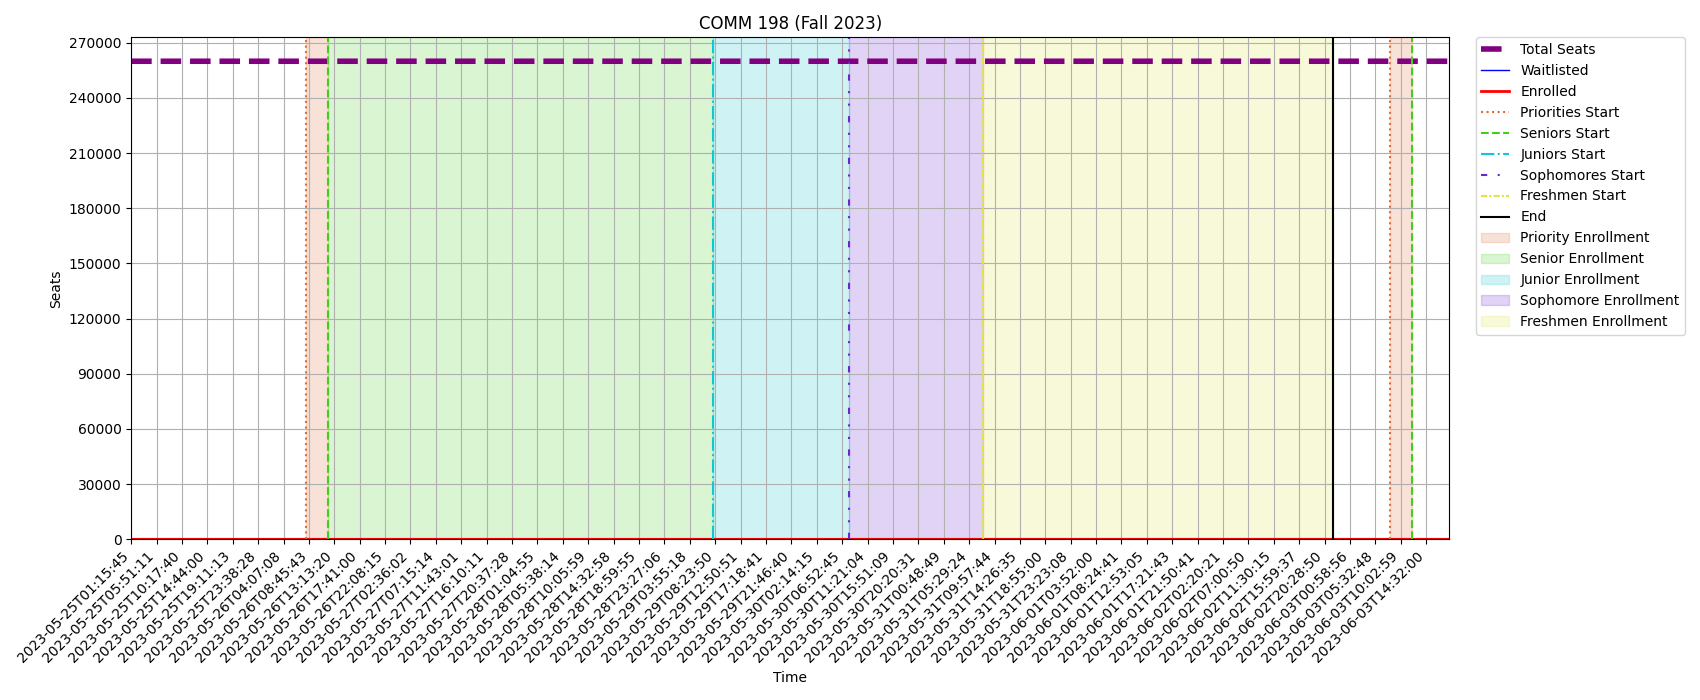 COMM 198 (Fall 2023)
270000
240000
210000
180000
150000
120000
90000
60000
30000
0
Seats
2023-05-25T01:15:45
2023-05-25T05:51:11
2023-05-25T10:17:40
2023-05-25T14:44:00
2023-05-25T19:11:13
2023-05-25T23:38:28
2023-05-26T04:07:08
2023-05-26T08:45:43
2023-05-26T13:13:20
2023-05-26T17:41:00
2023-05-26T22:08:15
2023-05-27T02:36:02
2023-05-27T07:15:14
2023-05-27T11:43:01
2023-05-27T16:10:11
2023-05-27T20:37:28
2023-05-28T01:04:55
2023-05-28T05:38:14
2023-05-28T10:05:59
2023-05-28T14:32:58
2023-05-28T18:59:55
2023-05-28T23:27:06
2023-05-29T03:55:18
2023-05-29T08:23:50
2023-05-29T12:50:51
2023-05-29T17:18:41
2023-05-29T21:46:40
2023-05-30T02:14:15
2023-05-30T06:52:45
2023-05-30T11:21:04
2023-05-30T15:51:09
2023-05-30T20:20:31
2023-05-31T00:48:49
2023-05-31T05:29:24
2023-05-31T09:57:44
2023-05-31T14:26:35
2023-05-31T18:55:00
2023-05-31T23:23:08
2023-06-01T03:52:00
2023-06-01T08:24:41
2023-06-01T12:53:05
2023-06-01T17:21:43
2023-06-01T21:50:41
2023-06-02T02:20:21
2023-06-02T07:00:50
2023-06-02T11:30:15
2023-06-02T15:59:37
2023-06-02T20:28:50
2023-06-03T00:58:56
2023-06-03T05:32:48
2023-06-03T10:02:59
2023-06-03T14:32:00
Time
Total Seats
Waitlisted
Enrolled
Priorities Start
Seniors Start
Juniors Start
Sophomores Start
Freshmen Start
End
Priority Enrollment
Senior Enrollment
Junior Enrollment
Sophomore Enrollment
Freshmen Enrollment